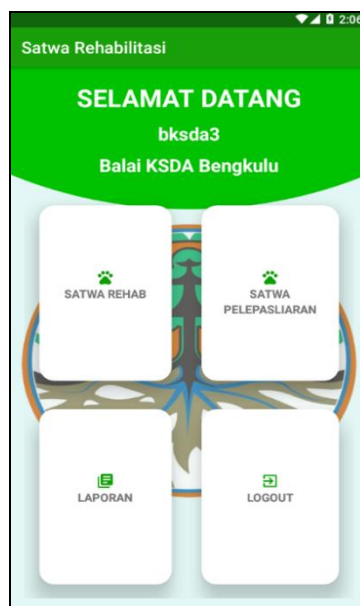 2:06
Satwa Rehabilitasi
SELAMAT DATANG
bksda3
Balai KSDA Bengkulu
SATWA REHAB
SATWA
PELEPASLIARAN
LAPORAN
LOGOUT